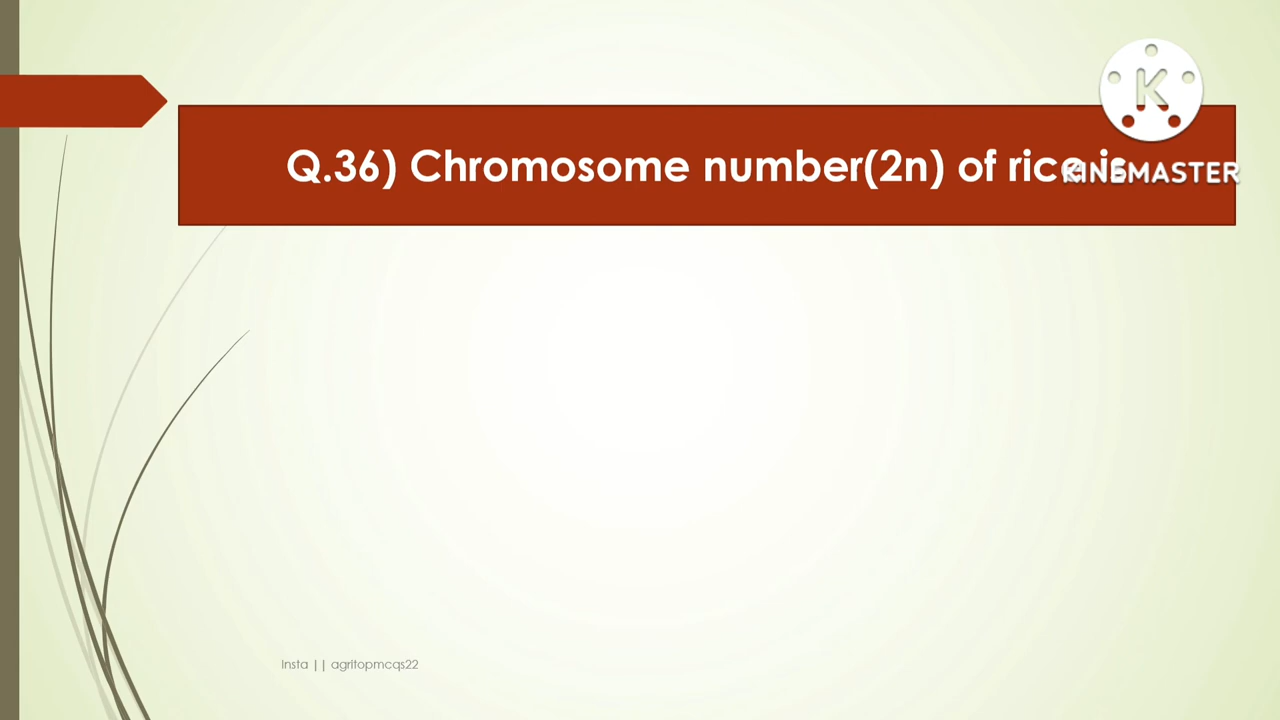 Q.36) Chromosome number(2n) of rice is
K
KINEMASTER
Insta || agritopmcqs22